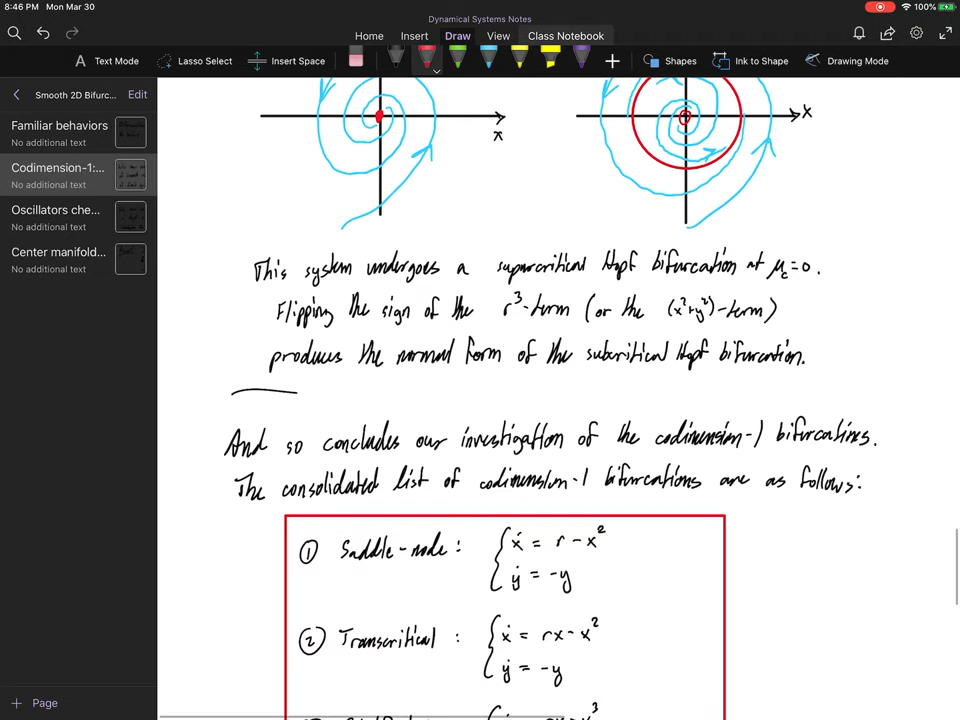 8:46 PM Mon Mar 30
100%
Dynamical Systems Notes
Home Insert Draw View Class Notebook
Text Mode Lasso Select Insert Space Shapes Ink to Shape Drawing Mode
Smooth 2D Bifurc... Edit
Familiar behaviors
No additional text
Codimension-1:...
No additional text
Oscillators che...
No additional text
Center manifold...
No additional text
Page
x
x
This system undergoes a supercritical Hopf bifurcation at μc=0.
Flipping the sign of the r³-term (or the (x²+y²)-term)
produces the normal form of the subcritical Hopf bifurcation.
And so concludes our investigation of the codimension-1 bifurcations.
The consolidated list of codimension-1 bifurcations are as follows:
① Saddle-node: { ẋ = r - x²
ẏ = -y
② Transcritical: { ẋ = rx - x²
ẏ = -y